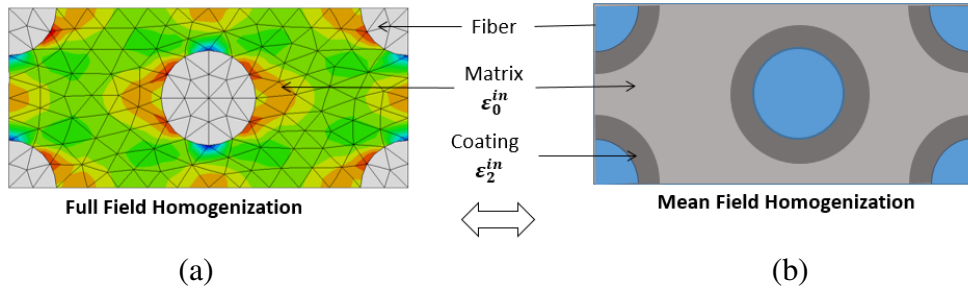 Fiber
Matrix
ε₀ⁱⁿ
Coating
ε₂ⁱⁿ
Full Field Homogenization
Mean Field Homogenization
(a)
(b)